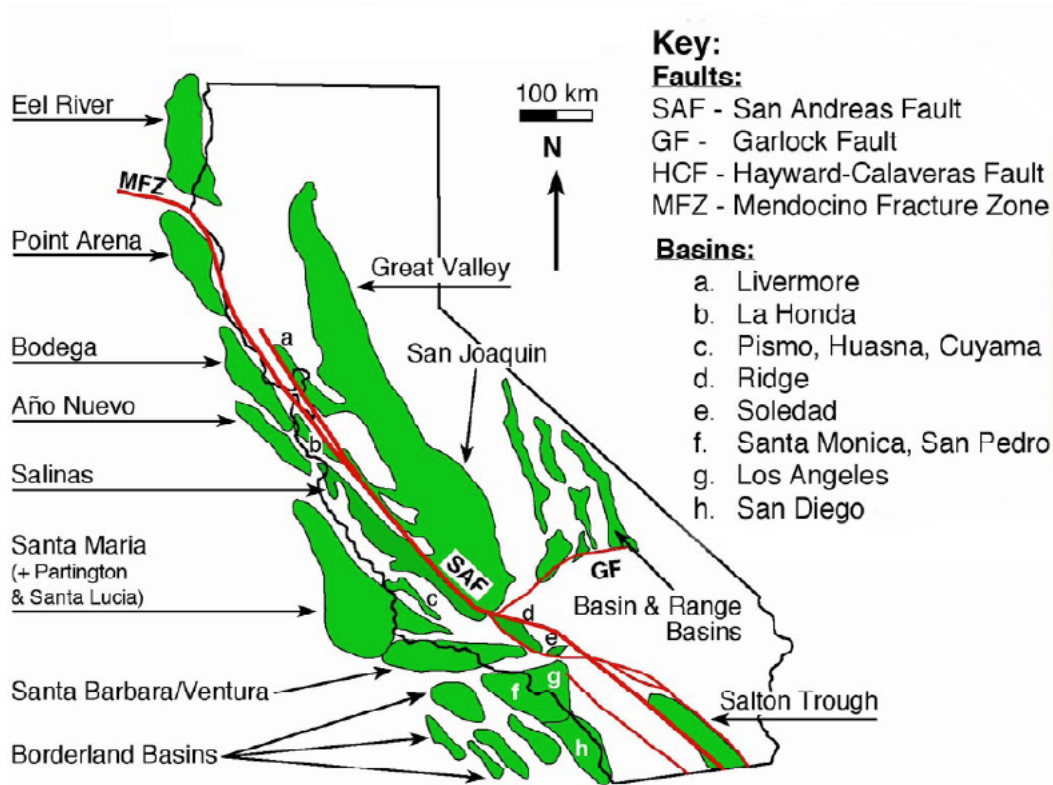 Key:
Faults:
SAF - San Andreas Fault
GF - Garlock Fault
HCF - Hayward-Calaveras Fault
MFZ - Mendocino Fracture Zone
Basins:
a. Livermore
b. La Honda
c. Pismo, Huasna, Cuyama
d. Ridge
e. Soledad
f. Santa Monica, San Pedro
g. Los Angeles
h. San Diego
100 km
N
Eel River
MFZ
Point Arena
Great Valley
Bodega
a
San Joaquin
Año Nuevo
b
Salinas
Santa Maria
(+ Partington
& Santa Lucia)
SAF
GF
c
d
Basin & Range
Basins
e
Santa Barbara/Ventura
g
f
Salton Trough
Borderland Basins
h